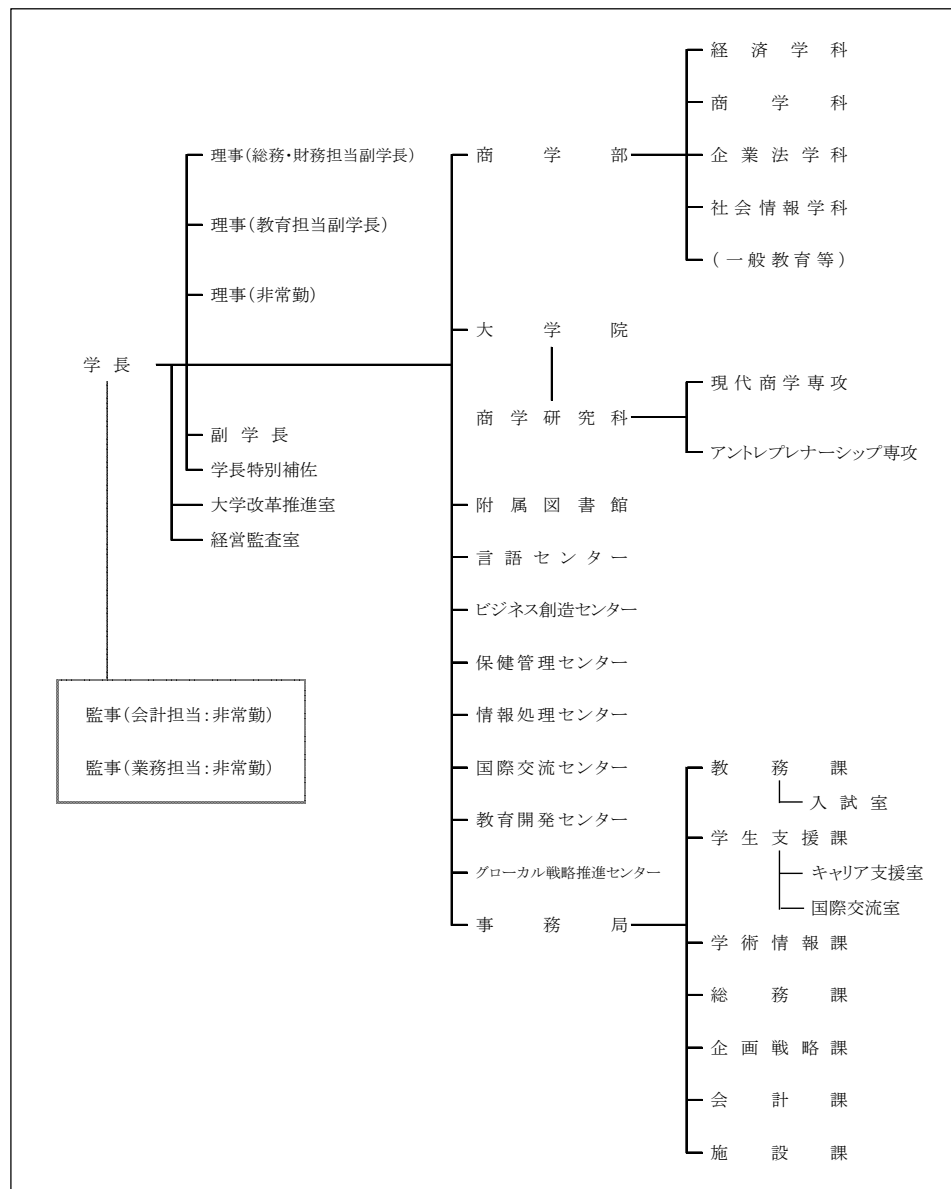 経済学科
商学科
理事(総務・財務担当副学長)
商学部
企業法学科
社会情報学科
理事(教育担当副学長)
(一般教育等)
理事(非常勤)
大学院
学長
現代商学専攻
商学研究科
副学長
アントレプレナーシップ専攻
学長特別補佐
大学改革推進室
附属図書館
経営監査室
言語センター
ビジネス創造センター
保健管理センター
監事(会計担当:非常勤)
情報処理センター
監事(業務担当:非常勤)
国際交流センター
教務課
入試室
教育開発センター
学生支援課
グローカル戦略推進センター
キャリア支援室
国際交流室
事務局
学術情報課
総務課
企画戦略課
会計課
施設課